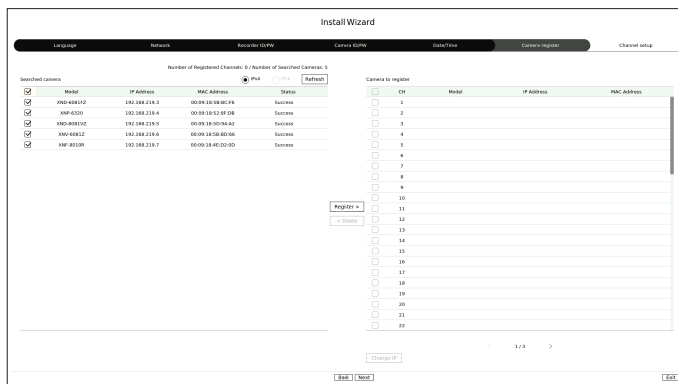 Install Wizard
Language Network Recorder ID/PW Camra ID/PW Date/Time Camera register Channel setup
Number of Registered Channels: 0 / Number of Searched Cameras: 5
Searched camera IPv4 IPv6 Refresh Camera to register
Model IP Address MAC Address Status CH Model IP Address MAC Address
XND-6081FZ 192.168.219.3 00:09:18:5B:BC:F6 Success 1
XNP-6320 192.168.219.4 00:09:18:52:0F:DB Success 2
XND-8081VZ 192.168.219.5 00:09:18:5D:94:A2 Success 3
XNV-6081Z 192.168.219.6 00:09:18:5B:BD:66 Success 4
XNF-8010R 192.168.219.7 00:09:18:4E:D2:0D Success 5
6
7
8
9
10
Register > 11
< Delete 12
13
14
15
16
17
18
19
20
21
22
< 1 / 3 >
Change IP
Back Next Exit